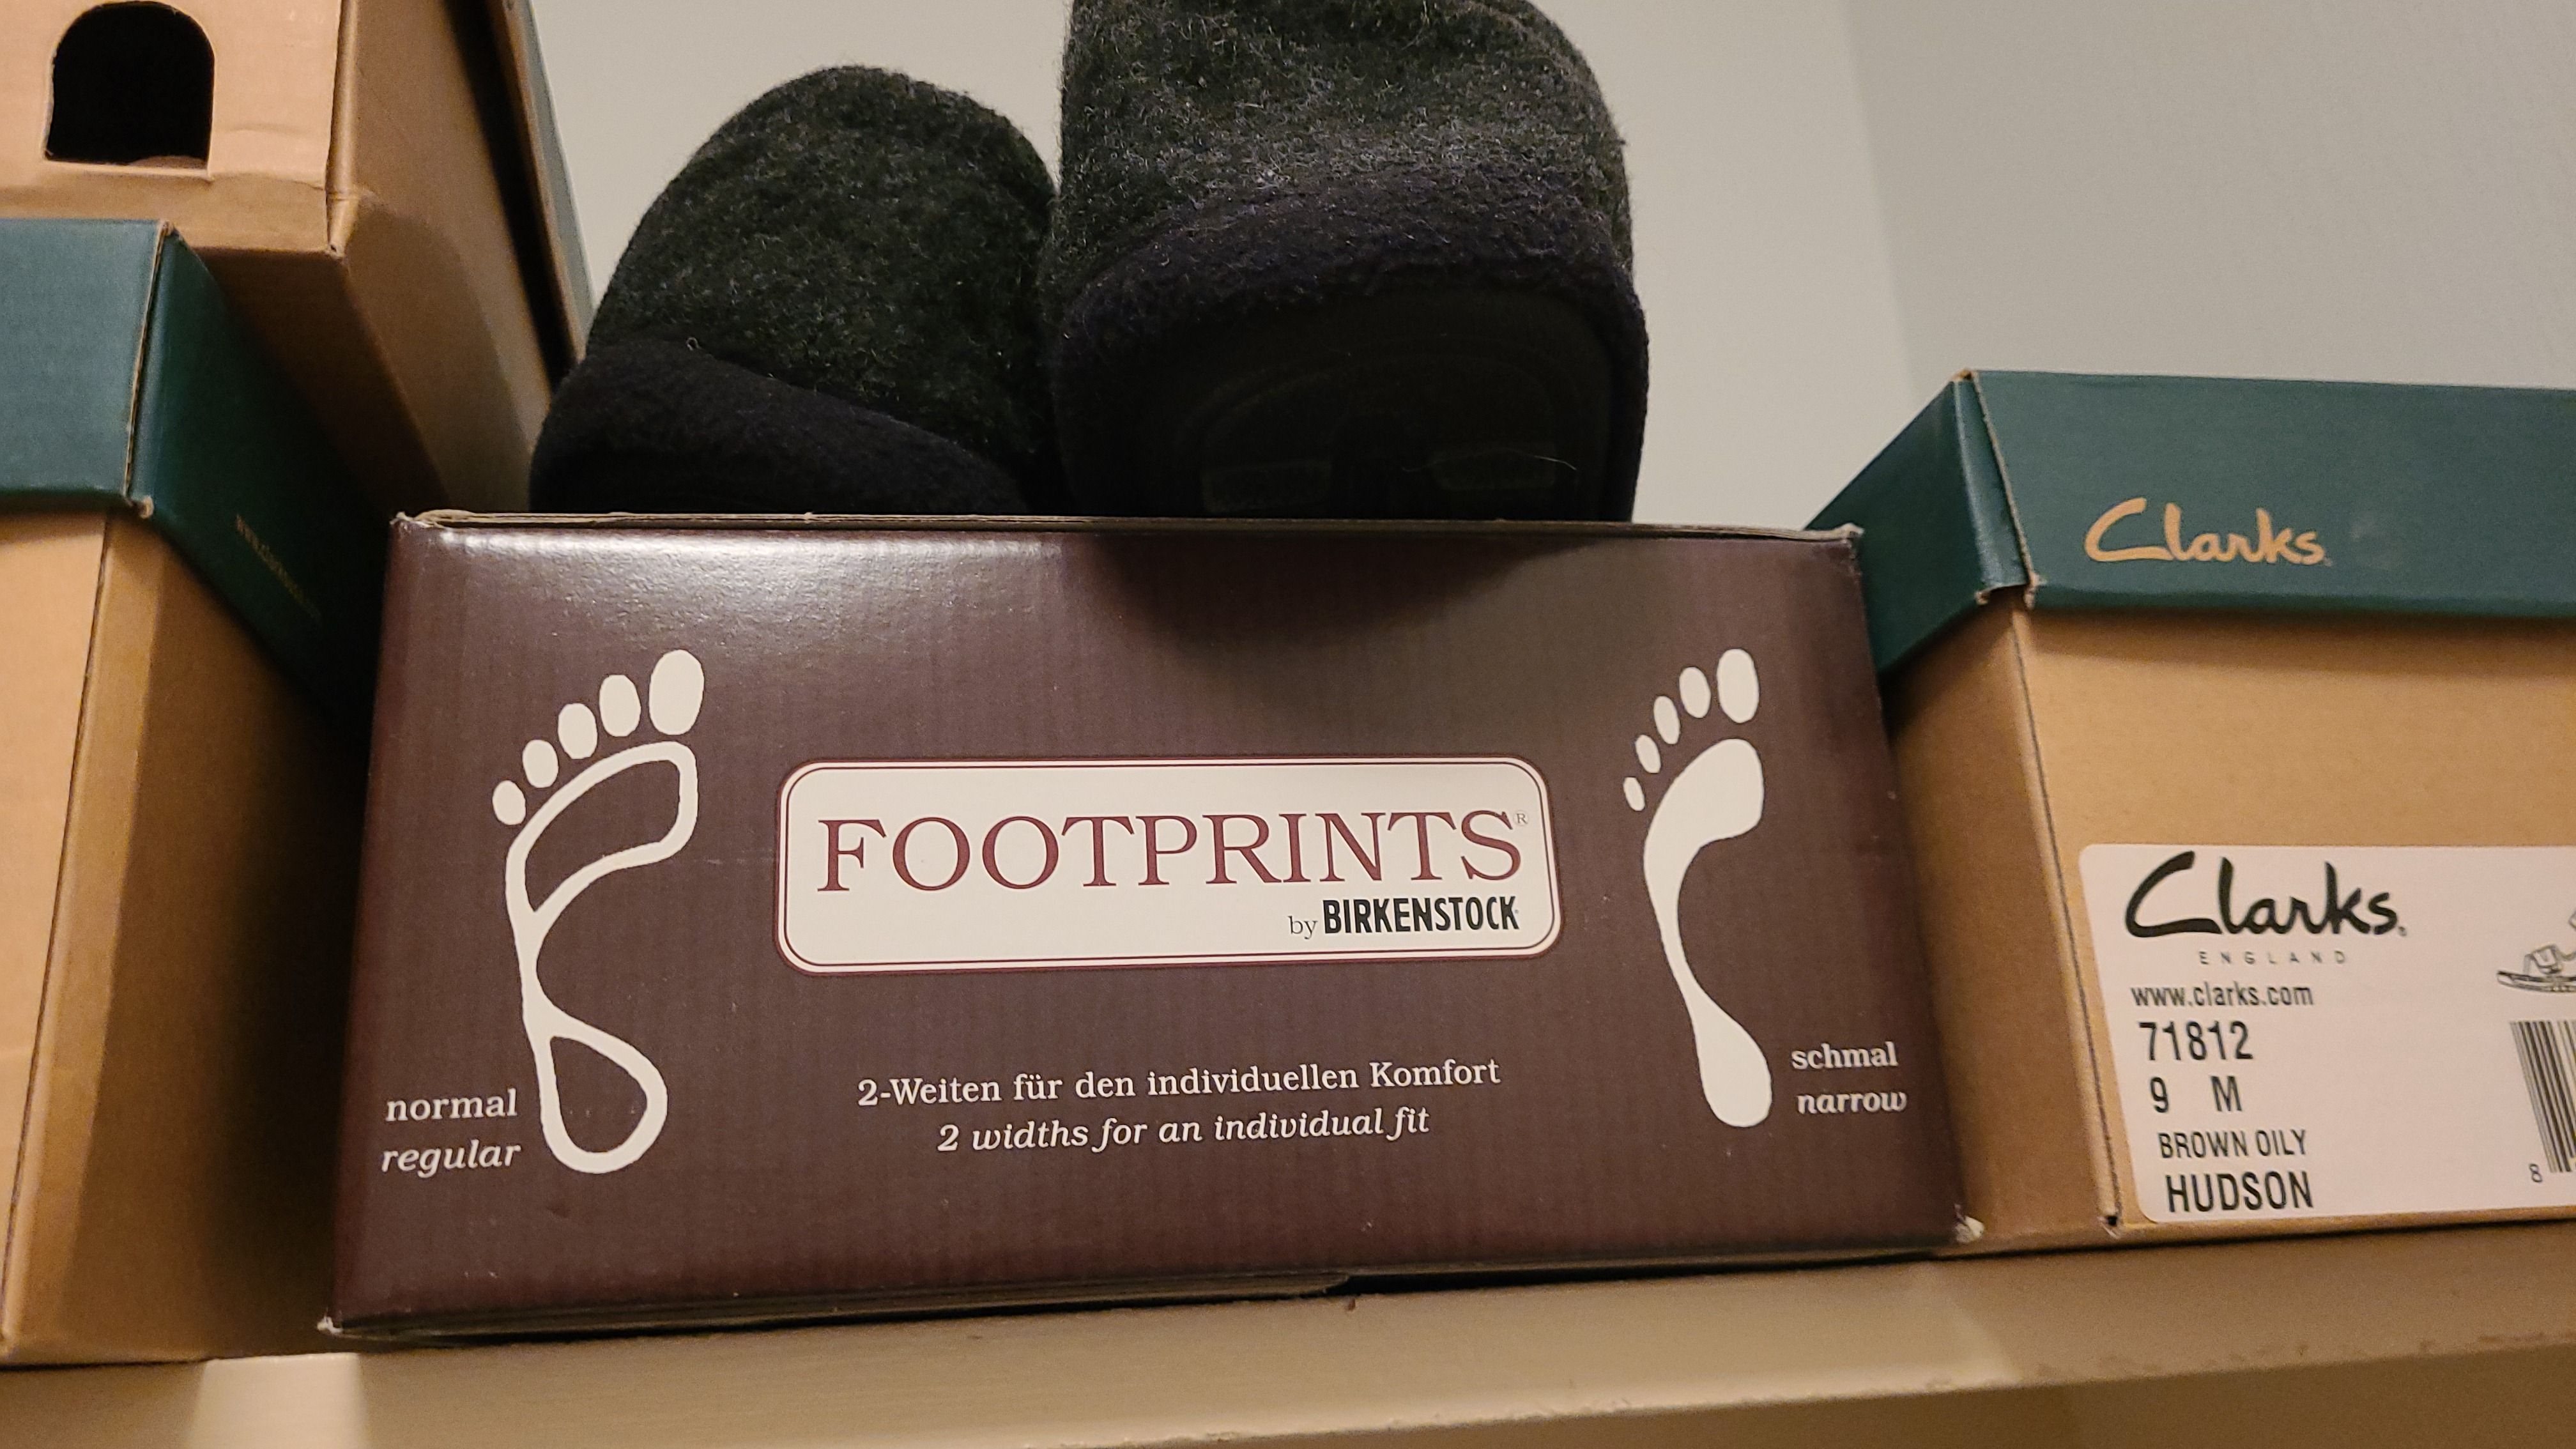 FOOTPRINTS®
by BIRKENSTOCK
2-Weiten für den individuellen Komfort
2 widths for an individual fit
normal
regular
schmal
narrow
Clarks
Clarks
ENGLAND
www.clarks.com
71812
9 M
BROWN OILY
HUDSON
8